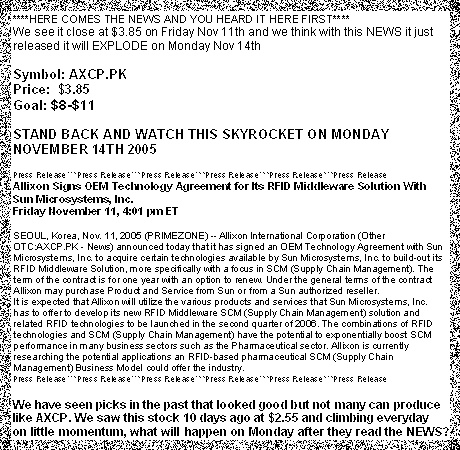 ****HERE COMES THE NEWS AND YOU HEARD IT HERE FIRST****
We see it close at $3.85 on Friday Nov 11th and we think with this NEWS it just
released it will EXPLODE on Monday Nov 14th
Symbol: AXCP.PK
Price: $3.85
Goal: $8-$11
STAND BACK AND WATCH THIS SKYROCKET ON MONDAY
NOVEMBER 14TH 2005
Press Release```Press Release```Press Release```Press Release```Press Release```Press Release
Allixon Signs OEM Technology Agreement for Its RFID Middleware Solution With
Sun Microsystems, Inc.
Friday November 11, 4:01 pm ET
SEOUL, Korea, Nov. 11, 2005 (PRIMEZONE) -- Allixon International Corporation (Other
OTC:AXCP.PK - News) announced today that it has signed an OEM Technology Agreement with Sun
Microsystems, Inc. to acquire certain technologies available by Sun Microsystems, Inc. to build-out its
RFID Middleware Solution, more specifically with a focus in SCM (Supply Chain Management). The
term of the contract is for one year with an option to renew. Under the general terms of the contract
Allixon may purchase Product and Service from Sun or from a Sun authorized reseller.
It is expected that Allixon will utilize the various products and services that Sun Microsystems, Inc.
has to offer to develop its new RFID Middleware SCM (Supply Chain Management) solution and
related RFID technologies to be launched in the second quarter of 2006. The combinations of RFID
technologies and SCM (Supply Chain Management) have the potential to exponentially boost SCM
performance in many business sectors such as the Pharmaceutical sector. Allixon is currently
researching the potential applications an RFID-based pharmaceutical SCM (Supply Chain
Management) Business Model could offer the industry.
Press Release```Press Release```Press Release```Press Release```Press Release```Press Release
We have seen picks in the past that looked good but not many can produce
like AXCP. We saw this stock 10 days ago at $2.55 and climbing everyday
on little momentum, what will happen on Monday after they read the NEWS?